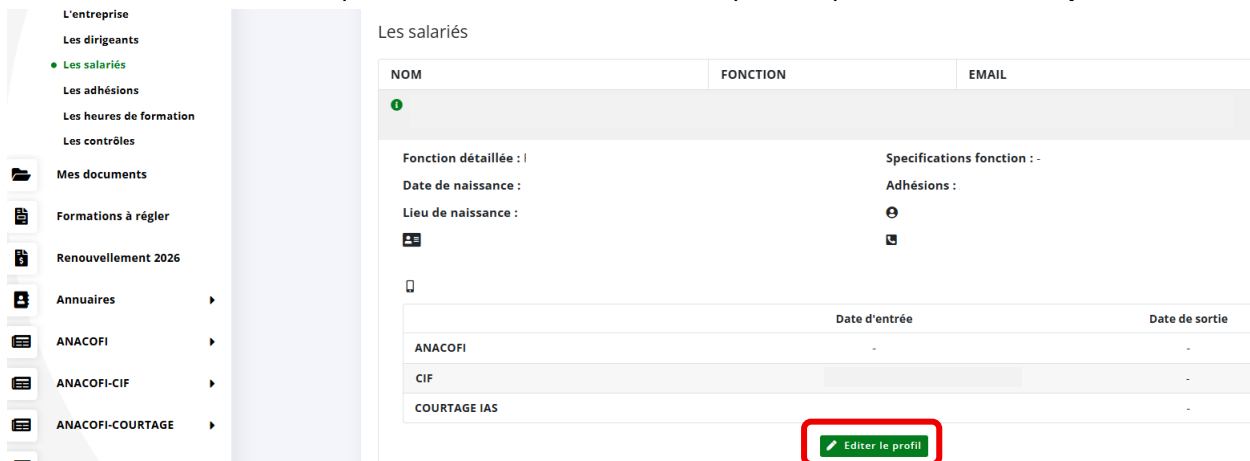 L'entreprise
Les dirigeants
Les salariés
Les adhésions
Les heures de formation
Les contrôles
Mes documents
Formations à régler
Renouvellement 2026
Annuaires
ANACOFI
ANACOFI-CIF
ANACOFI-COURTAGE
Les salariés
NOM FONCTION EMAIL
Fonction détaillée :
Specifications fonction : -
Date de naissance :
Adhésions :
Lieu de naissance :
Date d'entrée Date de sortie
ANACOFI - -
CIF -
COURTAGE IAS -
Editer le profil